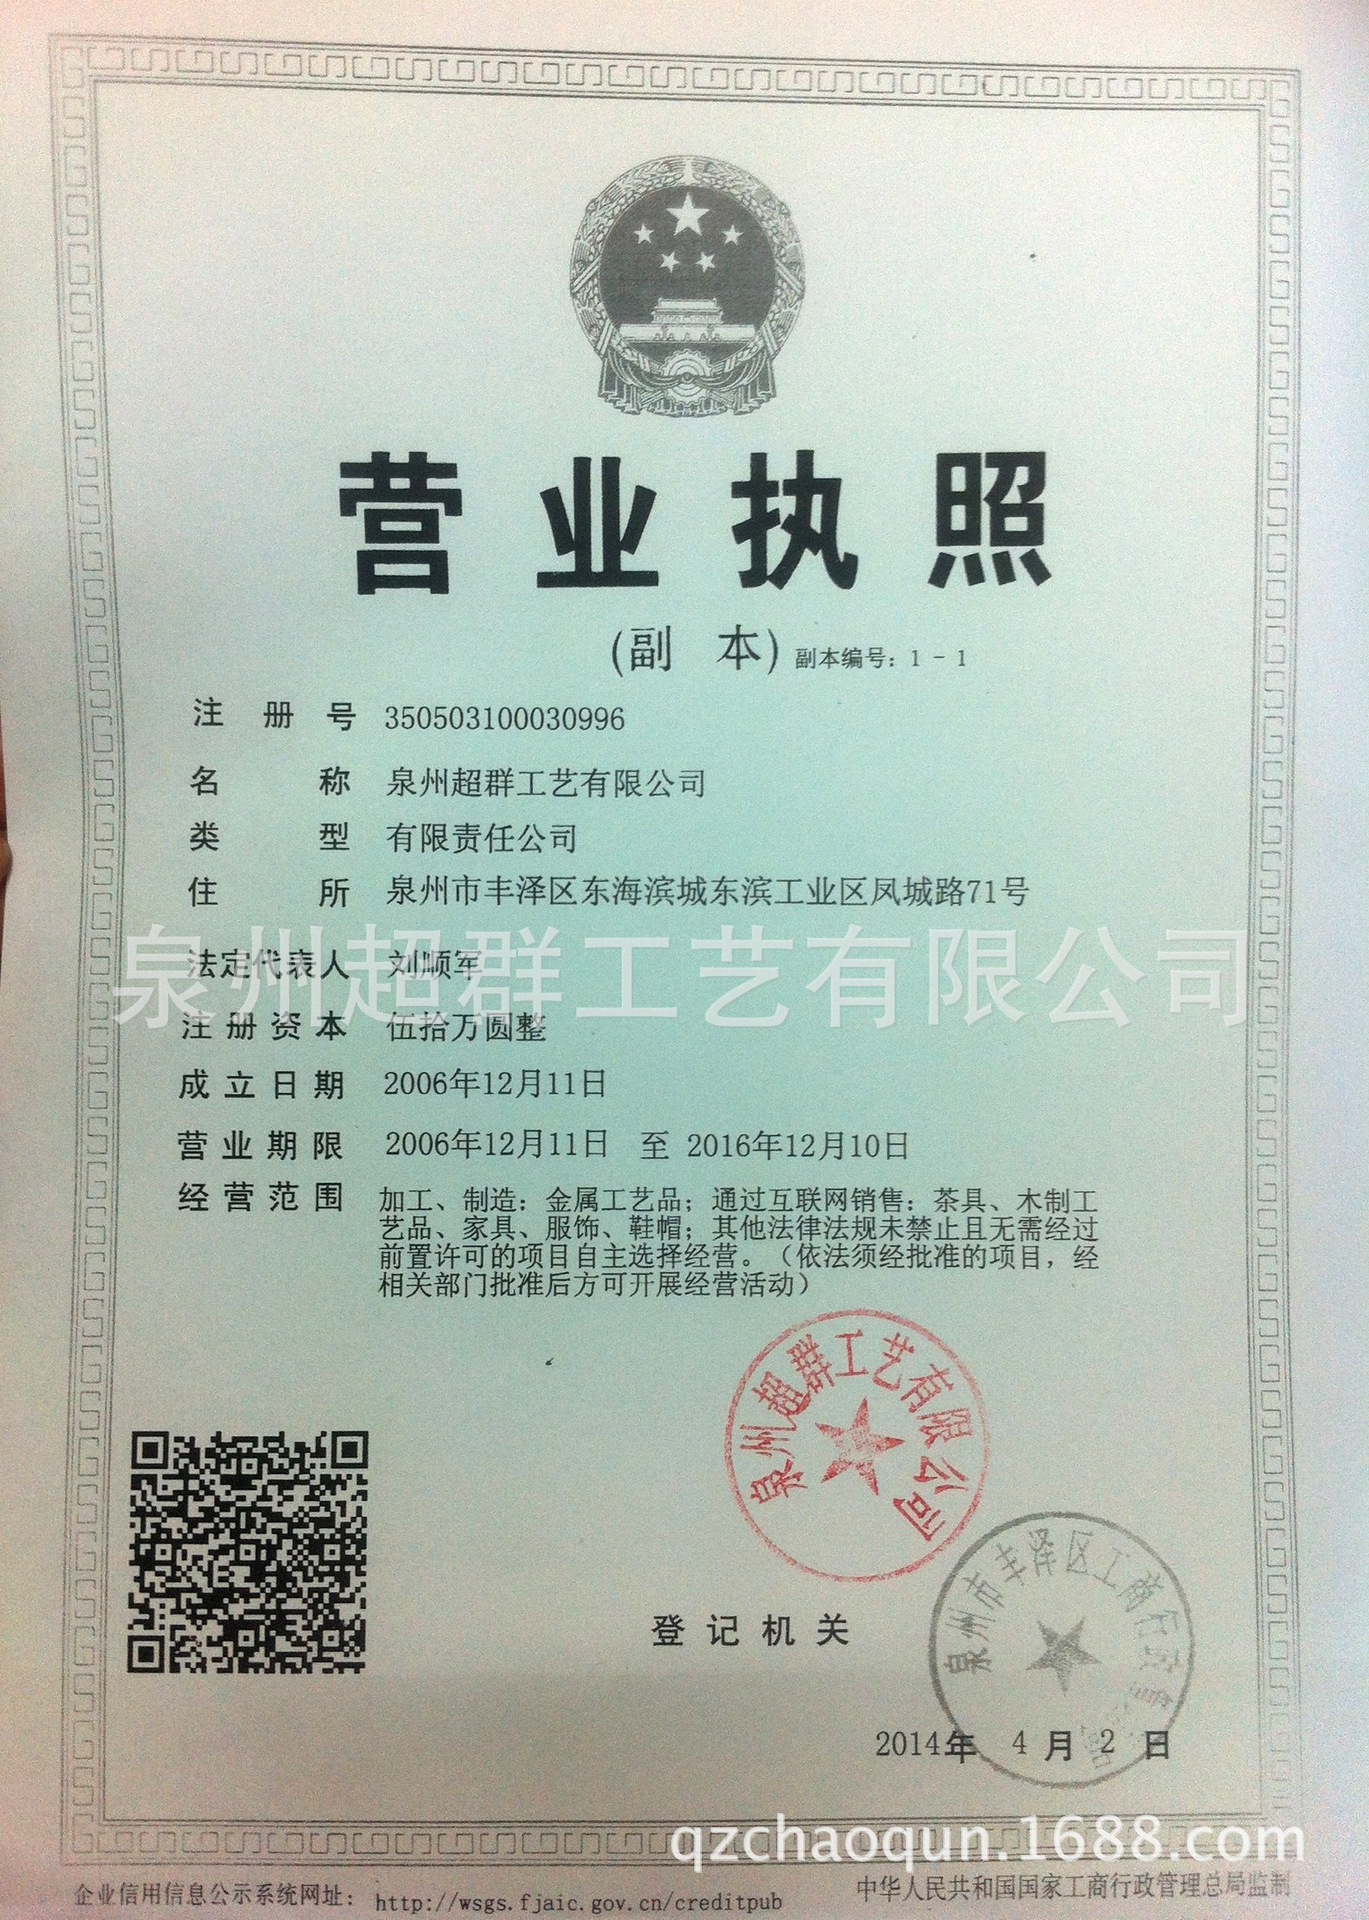 营业执照
(副 本) 副本编号：1-1
注册号 350503100030996
名称 泉州超群工艺有限公司
类型 有限责任公司
住所 泉州市丰泽区东海滨城东滨工业区凤城路71号
法定代表人 刘顺军
泉州超群工艺有限公司
注册资本 伍拾万圆整
成立日期 2006年12月11日
营业期限 2006年12月11日 至 2016年12月10日
经营范围 加工、制造：金属工艺品；通过互联网销售：茶具、木制工
艺品、家具、服饰、鞋帽；其他法律法规未禁止且无需经过
前置许可的项目自主选择经营。（依法须经批准的项目，经
相关部门批准后方可开展经营活动）
泉州超群工艺有限公司
泉州市丰泽区工商行政
登记机关
2014年 4月 2日
qzchaoqun.1688.com
企业信用信息公示系统网址：http://wsgs.fjaic.gov.cn/creditpub
中华人民共和国国家工商行政管理总局监制